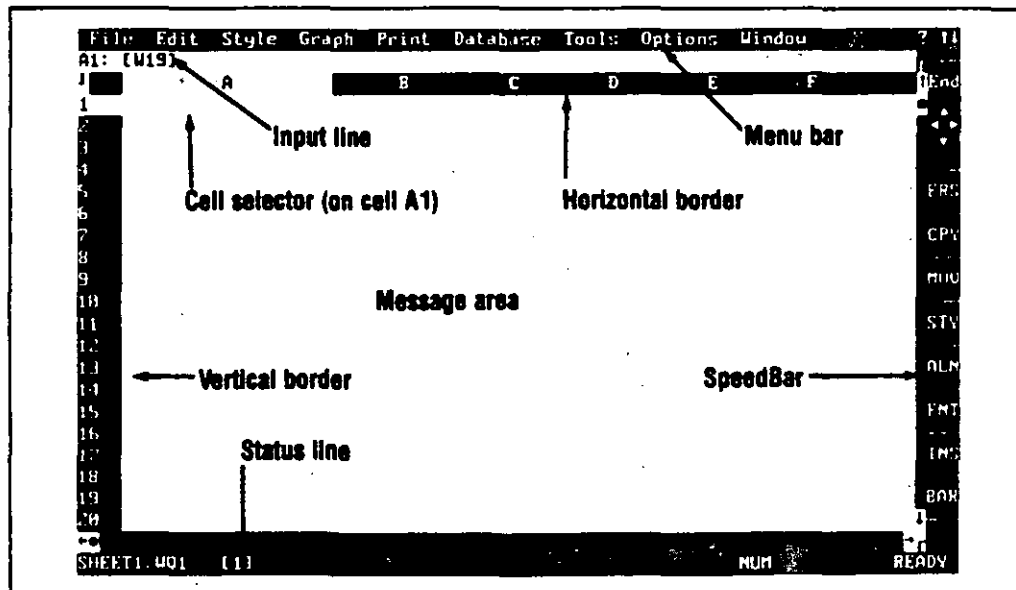 File Edit Style Graph Print Database Tools Options Window ? ↑↓
A1: [W19]
A B C D E F End
1
2
Input line Menu bar
3
4
5 ERS
Cell selector (on cell A1) Horizontal border
6
7 CPY
8
9 MOV
10 Message area
11 STY
12
13 ALN
Vertical border SpeedBar
14
15 FNT
16
Status line
17 INS
18
19 BAR
20
SHEET1.WQ1 [1] NUM READY